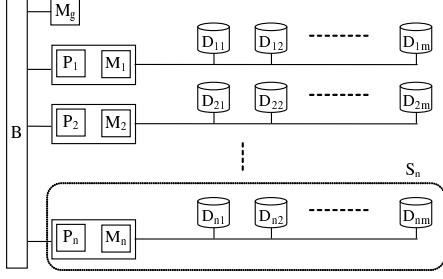 Mg
D11 D12 D1m
P1 M1
D21 D22 D2m
P2 M2
B
Sn
Dn1 Dn2 Dnm
Pn Mn